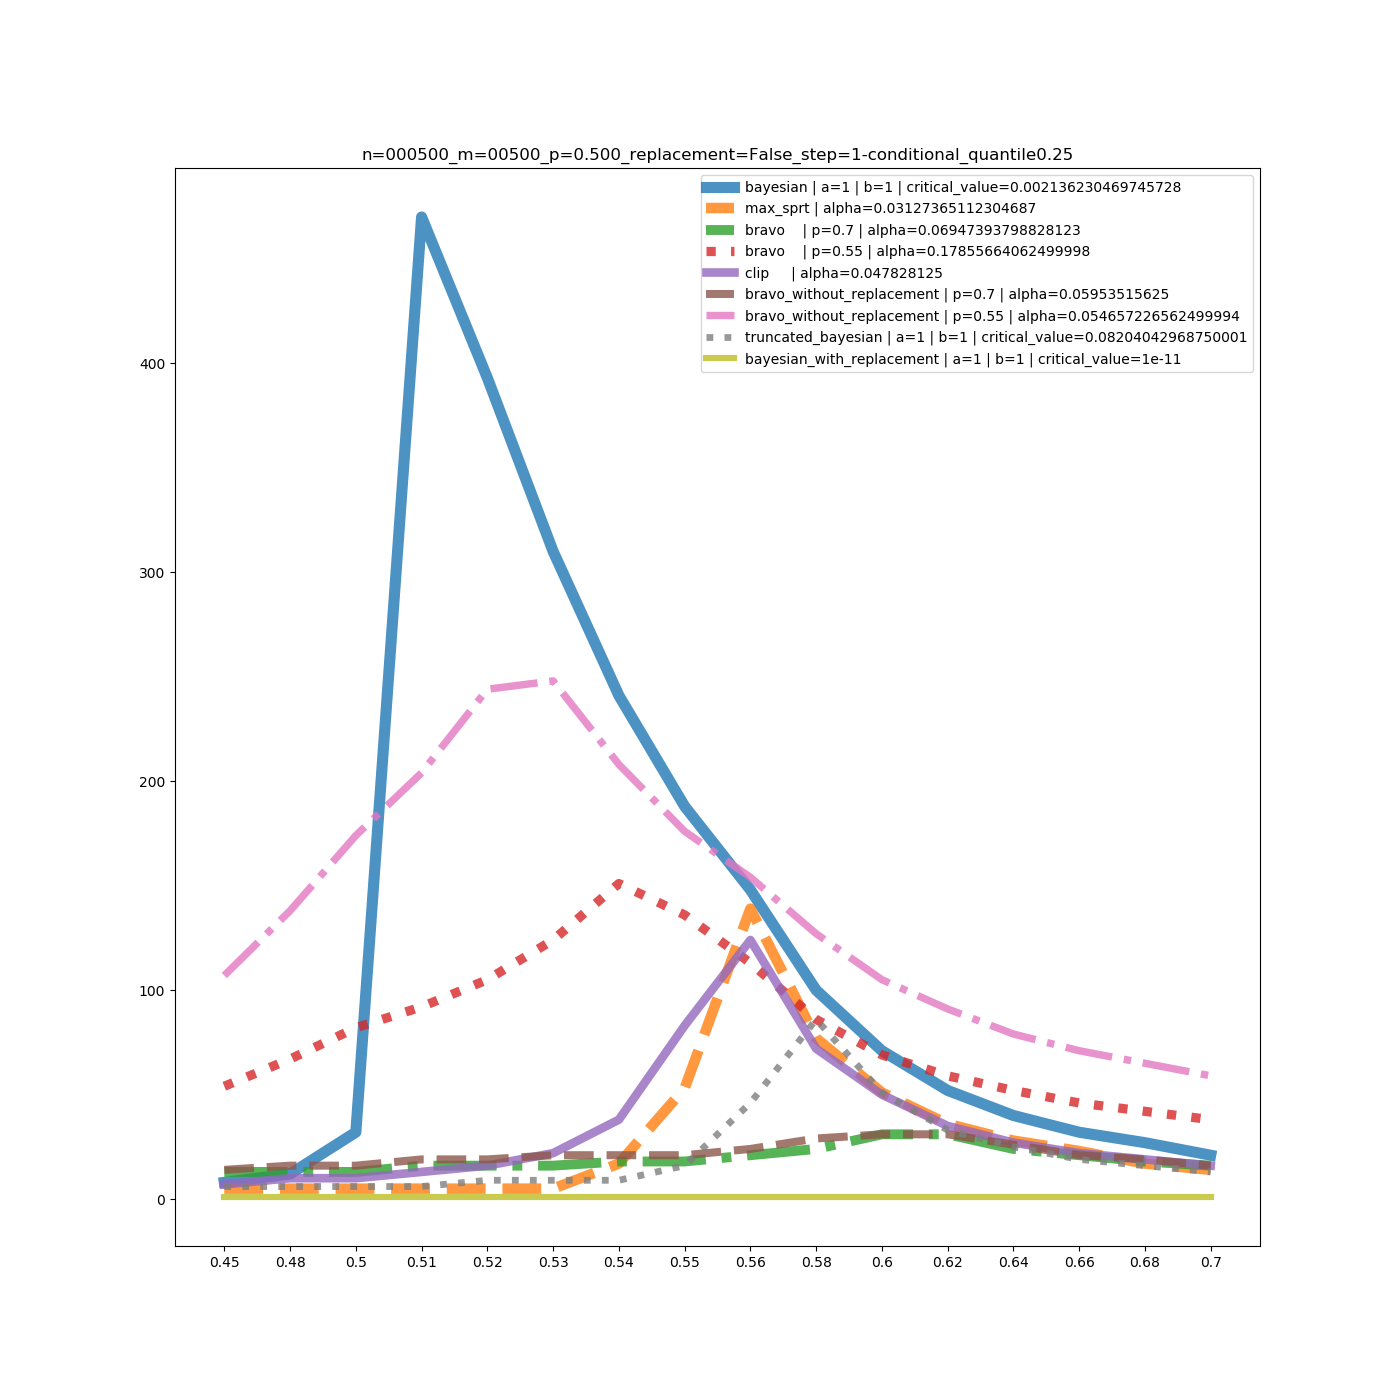 n=000500_m=00500_p=0.500_replacement=False_step=1-conditional_quantile0.25
bayesian | a=1 | b=1 | critical_value=0.002136230469745728
max_sprt | alpha=0.03127365112304687
bravo    | p=0.7 | alpha=0.06947393798828123
bravo    | p=0.55 | alpha=0.17855664062499998
clip     | alpha=0.047828125
bravo_without_replacement | p=0.7 | alpha=0.05953515625
bravo_without_replacement | p=0.55 | alpha=0.054657226562499994
truncated_bayesian | a=1 | b=1 | critical_value=0.08204042968750001
bayesian_with_replacement | a=1 | b=1 | critical_value=1e-11
400
300
200
100
0
0.45 0.48 0.5 0.51 0.52 0.53 0.54 0.55 0.56 0.58 0.6 0.62 0.64 0.66 0.68 0.7